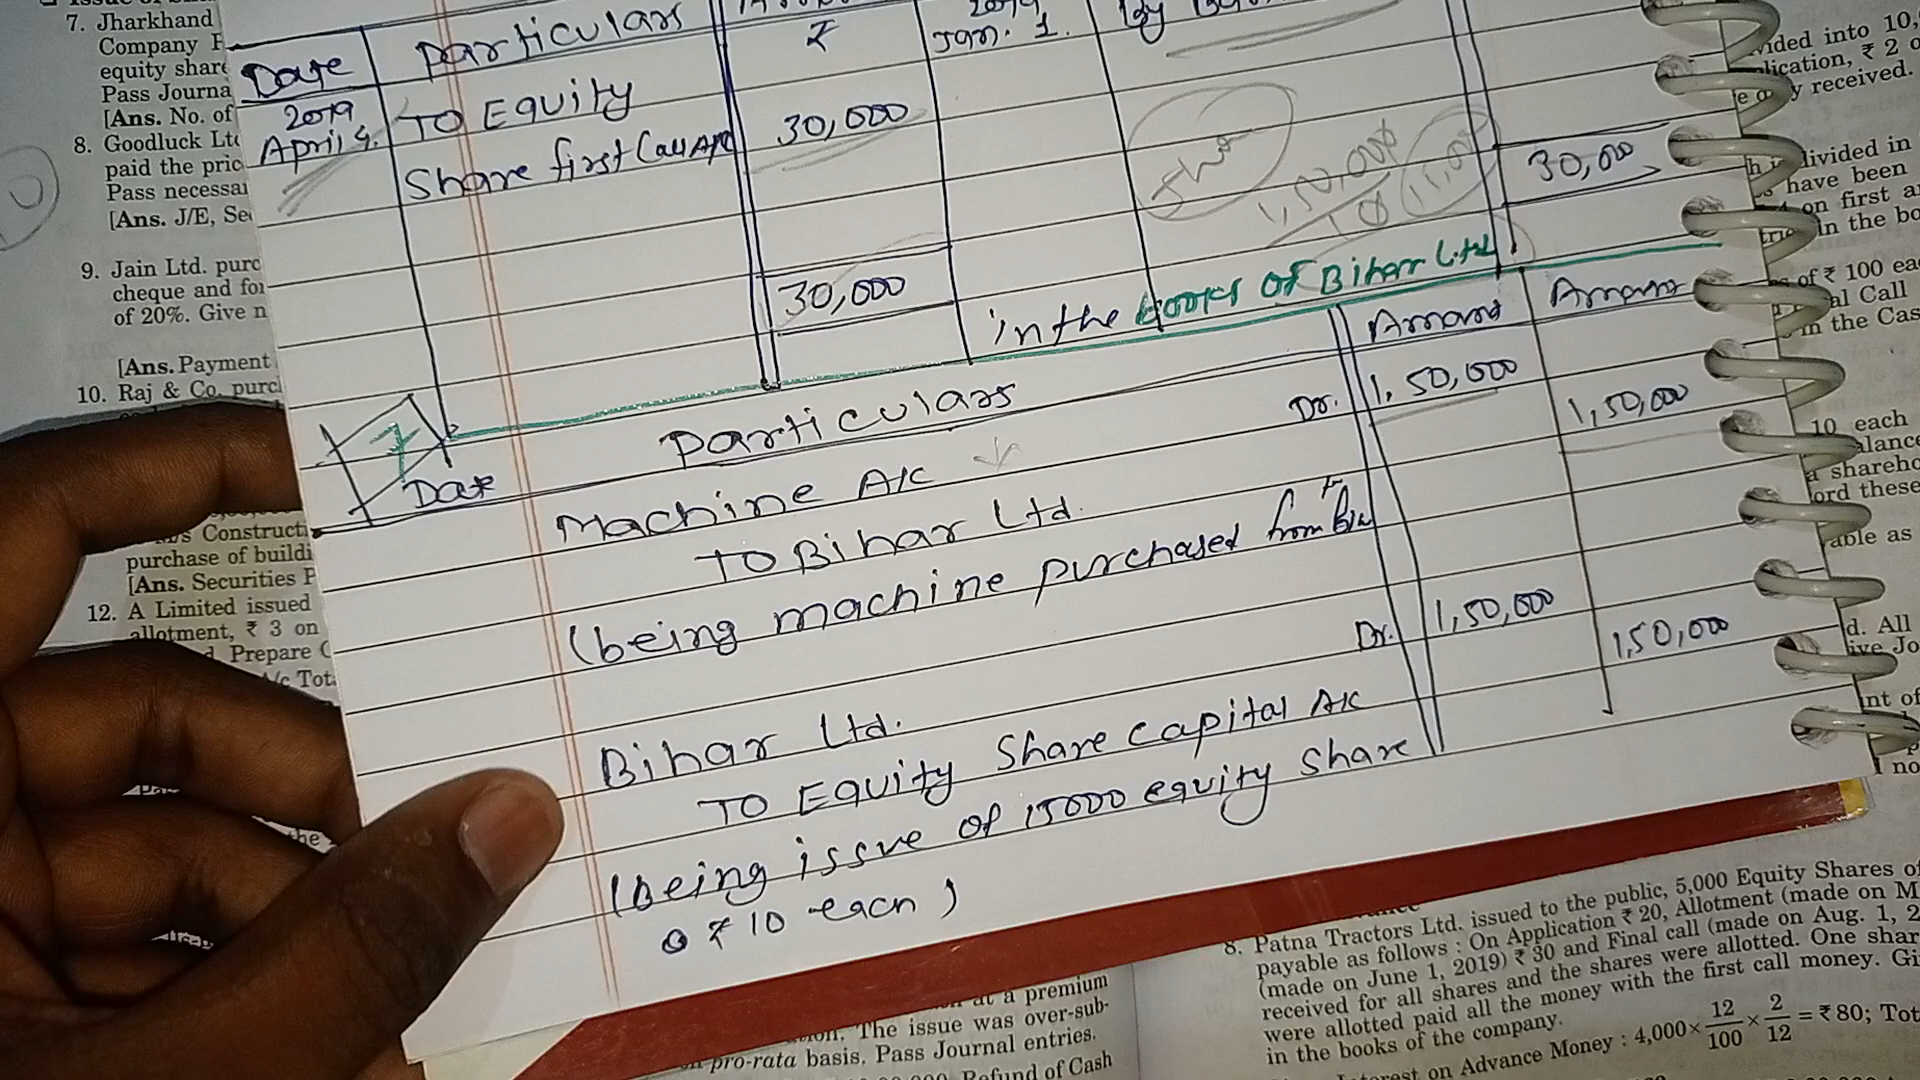 7. Jharkhand
Company
equity share
Pass Journa
[Ans. No. of
8. Goodluck Ltd
paid the pric
Pass necessar
[Ans. J/E, Se
9. Jain Ltd. purc
cheque and for
of 20%. Give n
[Ans. Payment
10. Raj & Co. purc
Constructi
purchase of buildi
[Ans. Securities P
12. A Limited issued
allotment, ₹ 3 on
Prepare C
Tot
Date Particulars ₹ 2019 Jan. 1. By
2019 April 4. To Equity
Share first Call A/c 30,000
30,000
30,000
1,50,000
10
in the books of Bihar Ltd
7
Date Particulars Amount Amount
Machine A/c Dr. 1,50,000
To Bihar Ltd. 1,50,000
(being machine purchased from
Bihar Ltd. Dr. 1,50,000
To Equity Share capital A/c 1,50,000
(being issue of 15000 equity share
@ ₹ 10 each)
vided into 10,
lication, ₹ 2 o
y received.
divided in
have been
on first a
in the bo
of ₹ 100 ea
al Call
in the Cas
10 each
alance
a shareho
ord these
able as
d. All
ive Jo
nt of
no
at a premium
The issue was over-sub-
pro-rata basis. Pass Journal entries.
Refund of Cash
8. Patna Tractors Ltd. issued to the public, 5,000 Equity Shares of
payable as follows : On Application ₹ 20, Allotment (made on M
(made on June 1, 2019) ₹ 30 and Final call (made on Aug. 1, 2
received for all shares and the shares were allotted. One shar
were allotted paid all the money with the first call money. Gi
in the books of the company.
on Advance Money : 4,000 × 12/100 × 2/12 = ₹ 80; Tot